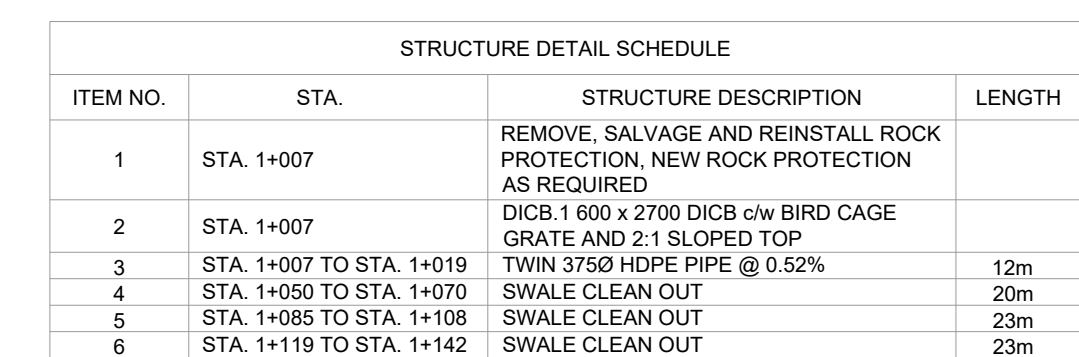 STRUCTURE DETAIL SCHEDULE
ITEM NO. STA. STRUCTURE DESCRIPTION LENGTH
1 STA. 1+007 REMOVE, SALVAGE AND REINSTALL ROCK
PROTECTION, NEW ROCK PROTECTION
AS REQUIRED
2 STA. 1+007 DICB.1 600 x 2700 DICB c/w BIRD CAGE
GRATE AND 2:1 SLOPED TOP
3 STA. 1+007 TO STA. 1+019 TWIN 375Ø HDPE PIPE @ 0.52% 12m
4 STA. 1+050 TO STA. 1+070 SWALE CLEAN OUT 20m
5 STA. 1+085 TO STA. 1+108 SWALE CLEAN OUT 23m
6 STA. 1+119 TO STA. 1+142 SWALE CLEAN OUT 23m